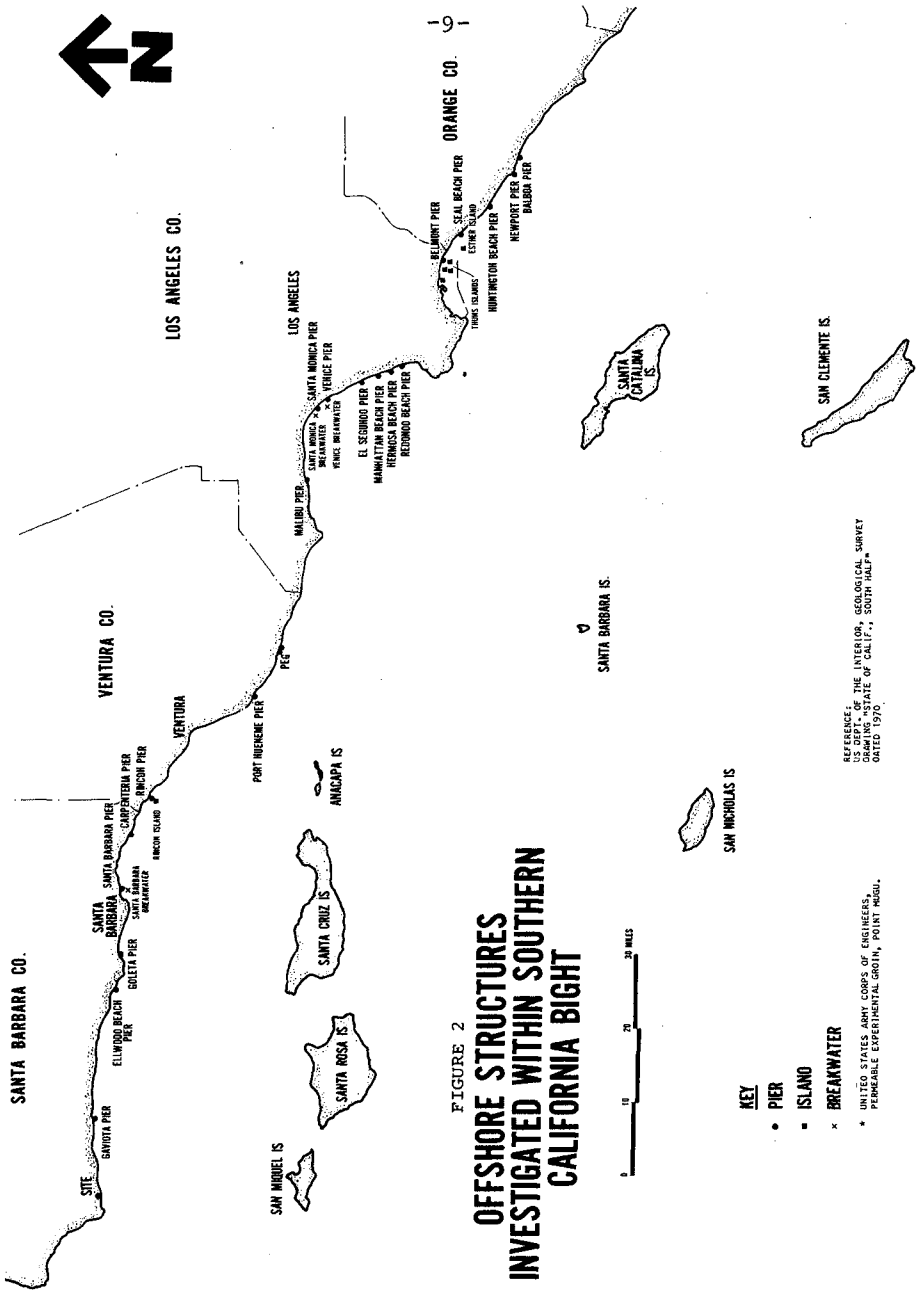 -9-
N
SANTA BARBARA CO.
VENTURA CO.
LOS ANGELES CO.
ORANGE CO.
SITE
GAVIOTA PIER
ELLWOOD BEACH
PIER
GOLETA PIER
SANTA
BARBARA
SANTA BARBARA PIER
SANTA BARBARA
BREAKWATER
CARPENTERIA PIER
RINCON PIER
RINCON ISLAND
VENTURA
PORT HUENEME PIER
PEG
MALIBU PIER
SANTA MONICA
BREAKWATER
SANTA MONICA PIER
VENICE PIER
VENICE BREAKWATER
LOS ANGELES
EL SEGUNDO PIER
MANHATTAN BEACH PIER
HERMOSA BEACH PIER
REDONDO BEACH PIER
THUMS ISLANDS
BELMONT PIER
SEAL BEACH PIER
ESTHER ISLAND
HUNTINGTON BEACH PIER
NEWPORT PIER
BALBOA PIER
SAN MIQUEL IS
SANTA ROSA IS
SANTA CRUZ IS
ANACAPA IS
SANTA BARBARA IS.
SANTA
CATALINA
IS.
SAN NICHOLAS IS
SAN CLEMENTE IS.
FIGURE 2
OFFSHORE STRUCTURES
INVESTIGATED WITHIN SOUTHERN
CALIFORNIA BIGHT
0 10 20 30 MILES
KEY
• PIER
■ ISLAND
× BREAKWATER
* UNITED STATES ARMY CORPS OF ENGINEERS,
PERMEABLE EXPERIMENTAL GROIN, POINT MUGU.
REFERENCE:
US DEPT. OF THE INTERIOR, GEOLOGICAL SURVEY
DRAWING "STATE OF CALIF., SOUTH HALF"
DATED 1970